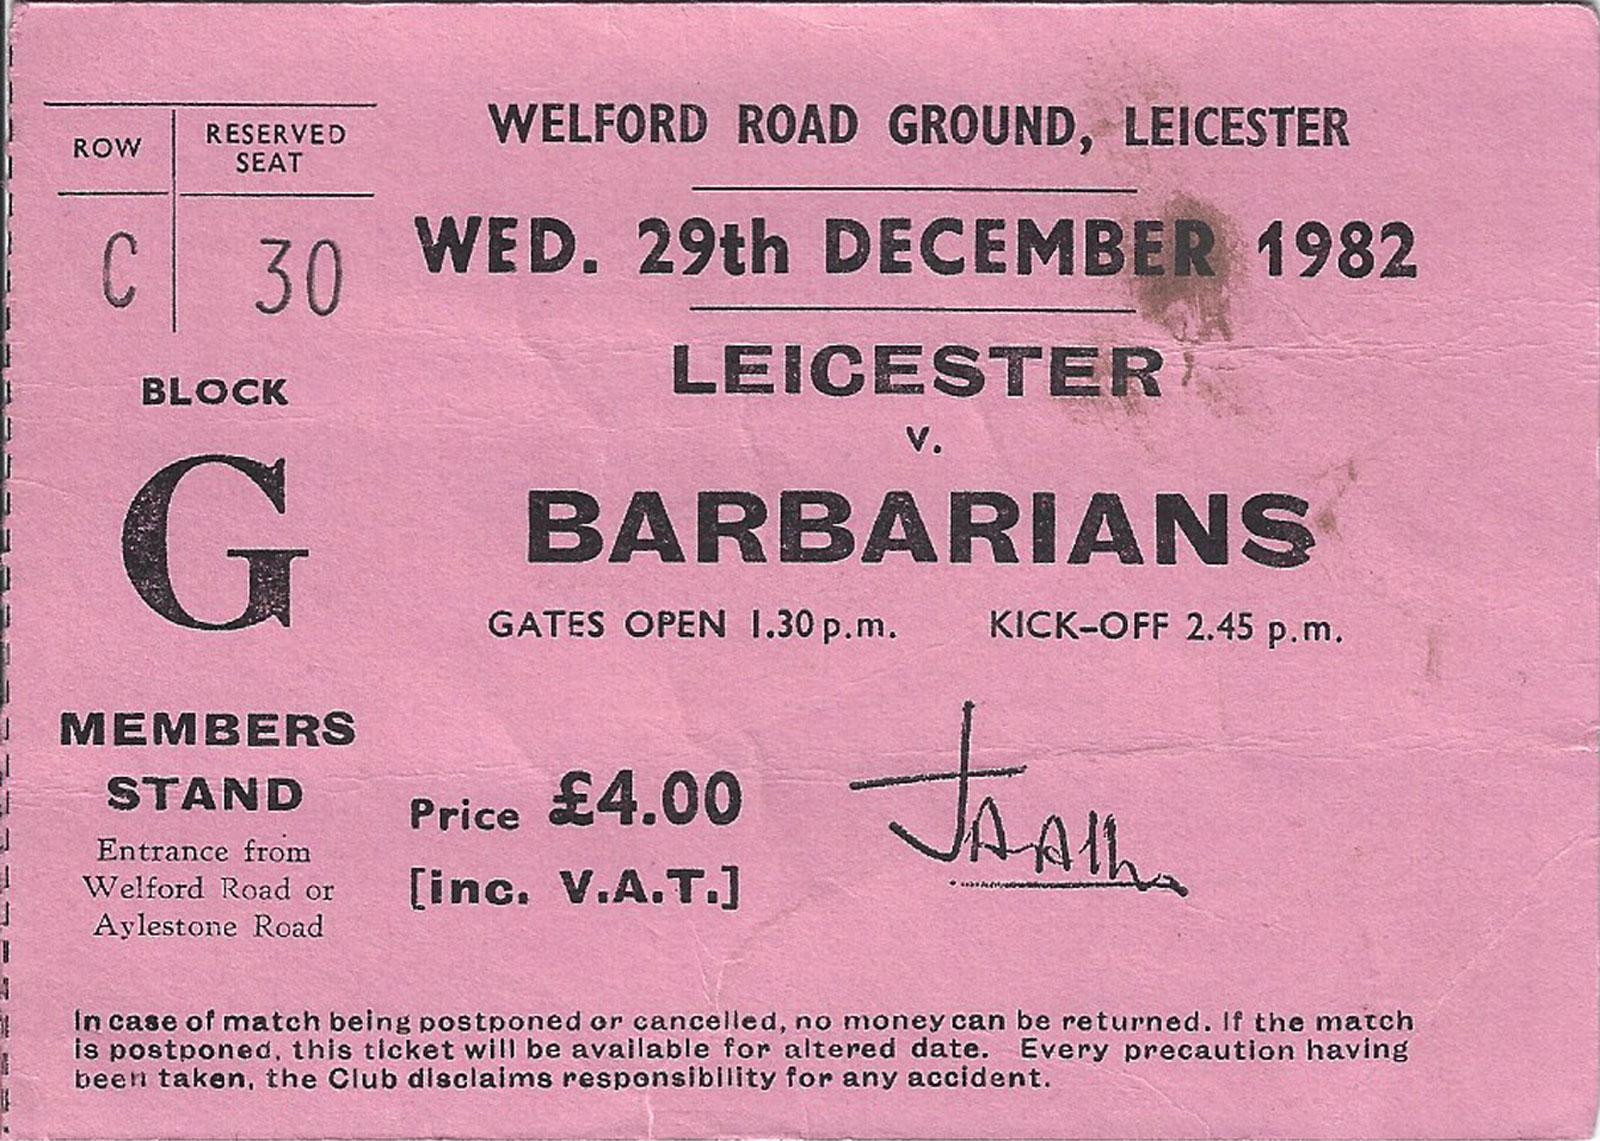 ROW
RESERVED
SEAT
C
30
BLOCK
G
MEMBERS
STAND
Entrance from
Welford Road or
Aylestone Road
WELFORD ROAD GROUND, LEICESTER
WED. 29th DECEMBER 1982
LEICESTER
v.
BARBARIANS
GATES OPEN 1.30 p.m. KICK-OFF 2.45 p.m.
Price £4.00
[inc. V.A.T.]
In case of match being postponed or cancelled, no money can be returned. If the match
is postponed, this ticket will be available for altered date. Every precaution having
been taken, the Club disclaims responsibility for any accident.